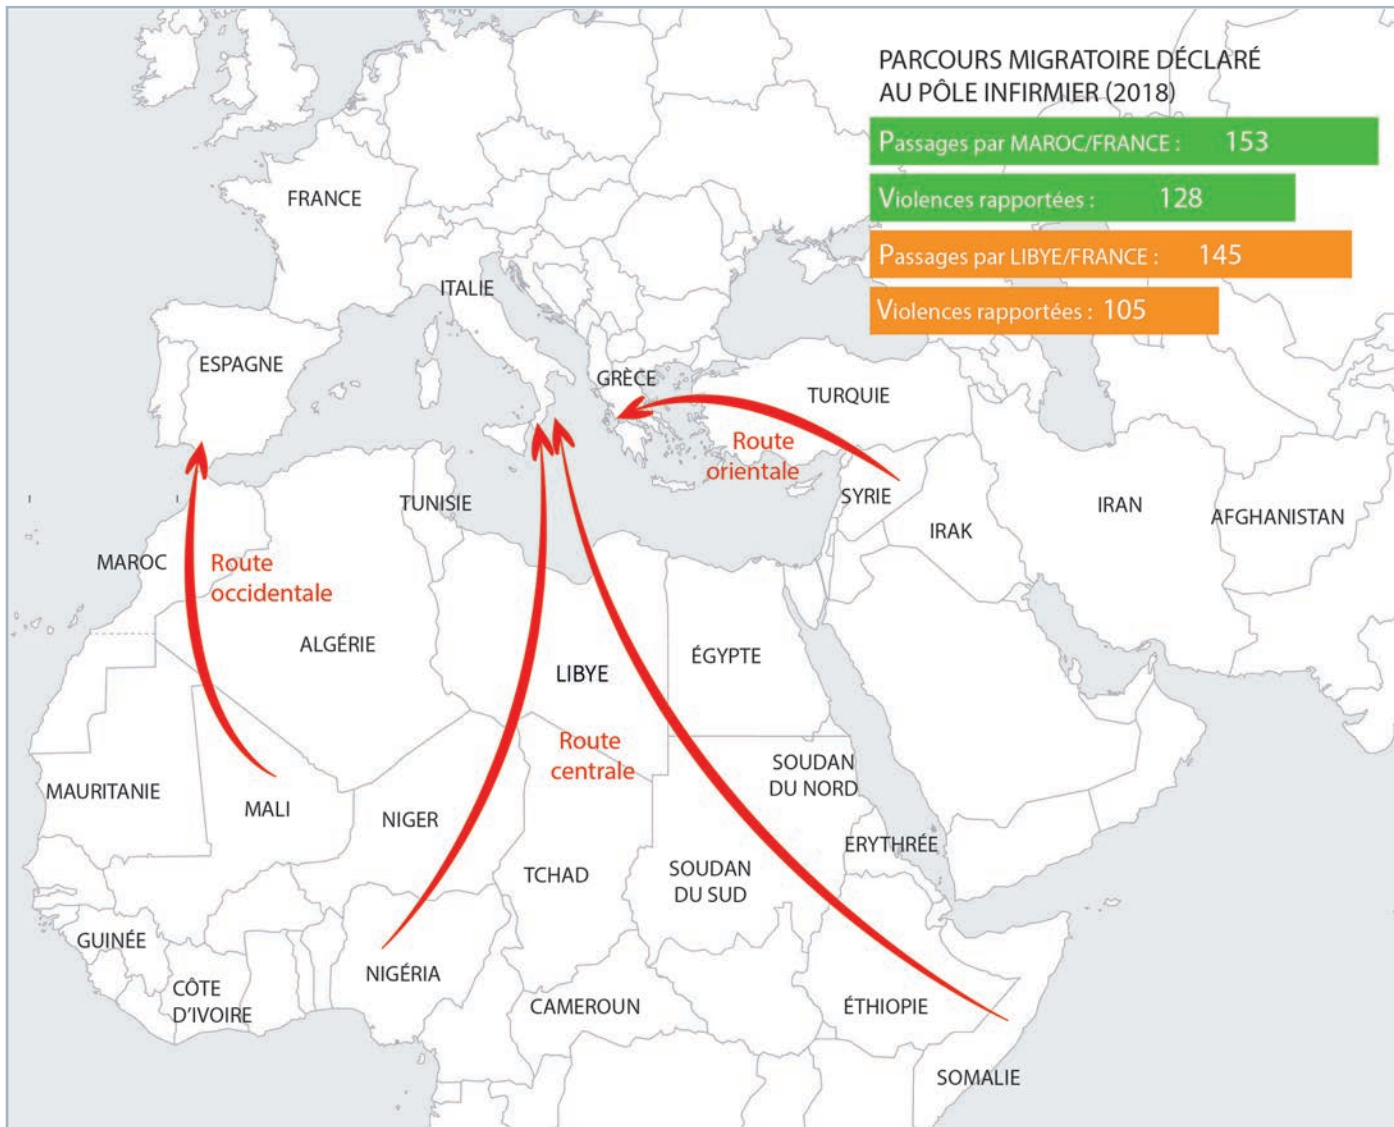 PARCOURS MIGRATOIRE DÉCLARÉ
AU PÔLE INFIRMIER (2018)
Passages par MAROC/FRANCE : 153
Violences rapportées : 128
Passages par LIBYE/FRANCE : 145
Violences rapportées : 105
FRANCE
ITALIE
ESPAGNE
GRÈCE
TURQUIE
Route
orientale
SYRIE
TUNISIE
IRAK
IRAN
AFGHANISTAN
MAROC
Route
occidentale
ALGÉRIE
LIBYE
ÉGYPTE
Route
centrale
SOUDAN
DU NORD
MAURITANIE
MALI
NIGER
ERYTHRÉE
TCHAD
SOUDAN
DU SUD
GUINÉE
NIGÉRIA
CÔTE
D'IVOIRE
CAMEROUN
ÉTHIOPIE
SOMALIE